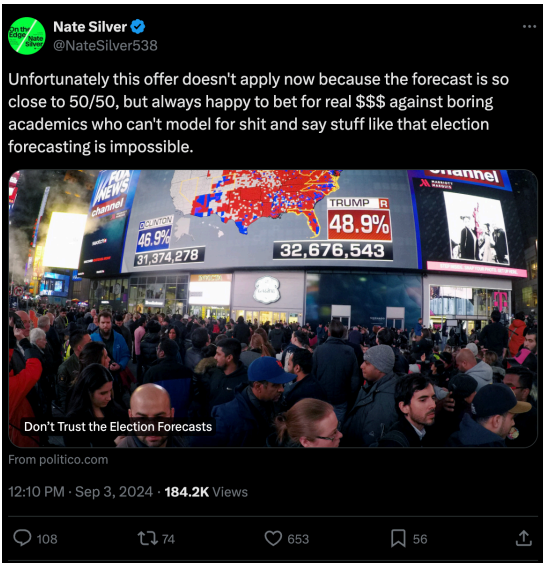 On the
Edge
Nate
Silver
Nate Silver
@NateSilver538
Unfortunately this offer doesn't apply now because the forecast is so
close to 50/50, but always happy to bet for real $$$ against boring
academics who can't model for shit and say stuff like that election
forecasting is impossible.
FOX
NEWS
channel
CLINTON
46.9%
31,374,278
TRUMP R
48.9%
32,676,543
channel
MARRIOTT
MARQUIS
Don't Trust the Election Forecasts
From politico.com
12:10 PM · Sep 3, 2024 · 184.2K Views
108
74
653
56